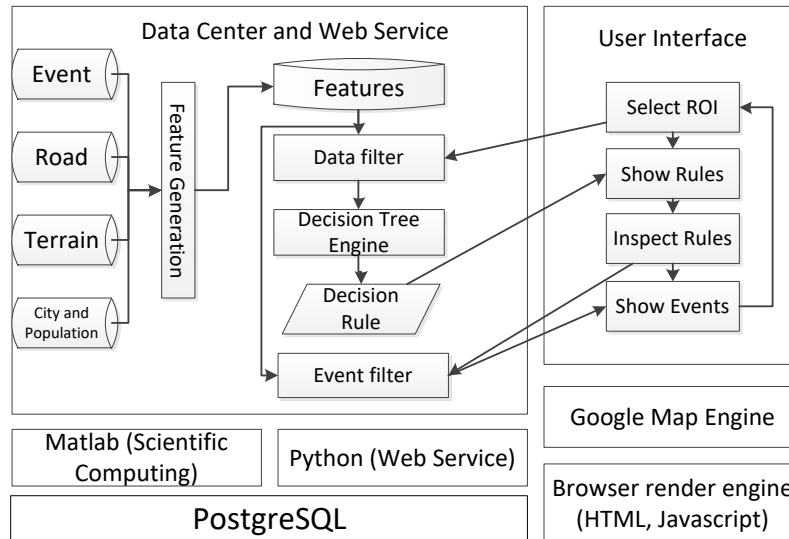 Data Center and Web Service
Event
Road
Terrain
City and
Population
Feature Generation
Features
Data filter
Decision Tree
Engine
Decision
Rule
Event filter
User Interface
Select ROI
Show Rules
Inspect Rules
Show Events
Matlab (Scientific
Computing)
Python (Web Service)
PostgreSQL
Google Map Engine
Browser render engine
(HTML, Javascript)